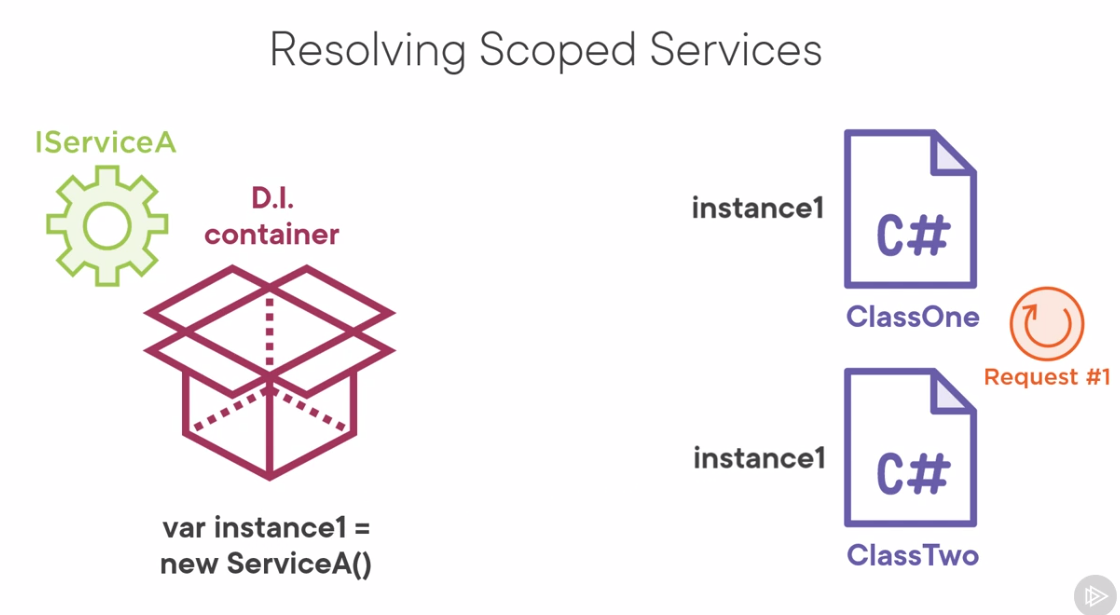 Resolving Scoped Services
IServiceA
D.I.
container
var instance1 =
new ServiceA()
instance1
C#
ClassOne
Request #1
instance1
C#
ClassTwo